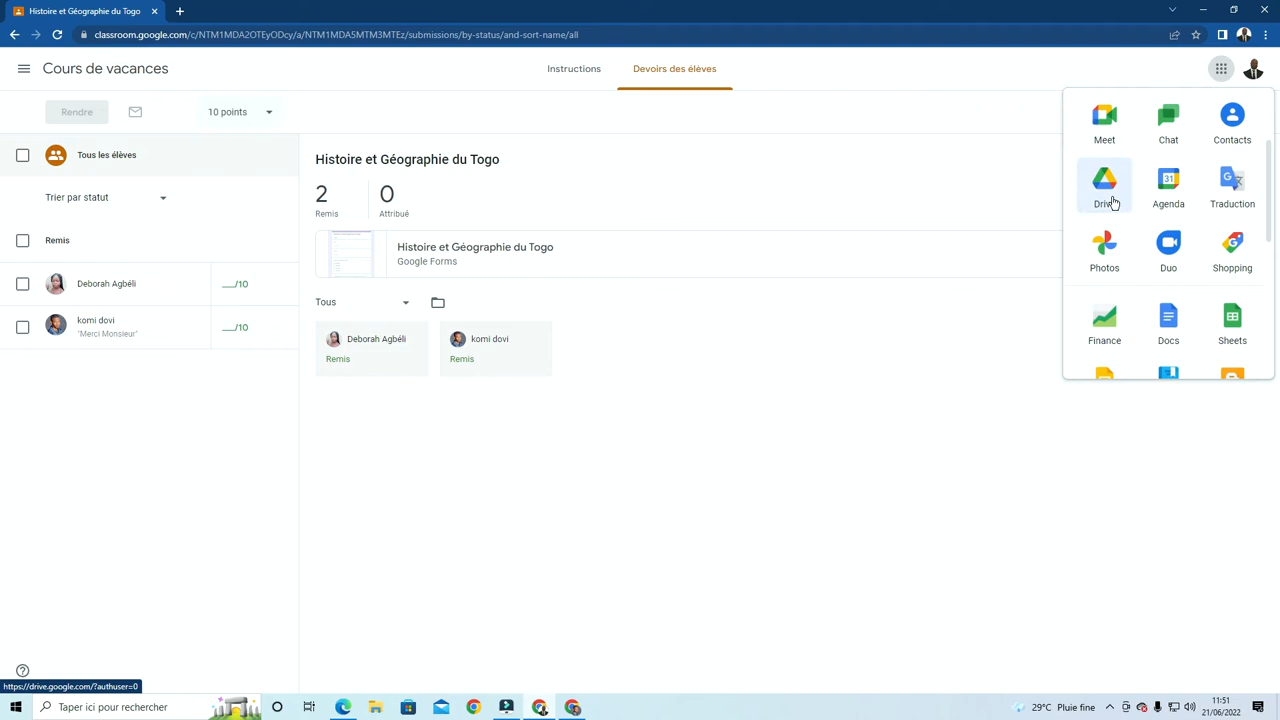 Histoire et Géographie du Togo
classroom.google.com/c/NTM1MDA2OTEyODcy/a/NTM1MDA5MTM3MTEz/submissions/by-status/and-sort-name/all
Cours de vacances
Instructions
Devoirs des élèves
Rendre
10 points
Tous les élèves
Trier par statut
Remis
Deborah Agbéli
__/10
komi dovi
"Merci Monsieur"
__/10
Histoire et Géographie du Togo
2
0
Remis
Attribué
Histoire et Géographie du Togo
Google Forms
Tous
Deborah Agbéli
Remis
komi dovi
Remis
Meet
Chat
Contacts
Drive
31
Agenda
Traduction
Photos
Duo
Shopping
Finance
Docs
Sheets
https://drive.google.com/?authuser=0
Taper ici pour rechercher
29°C Pluie fine
11:51
21/06/2022